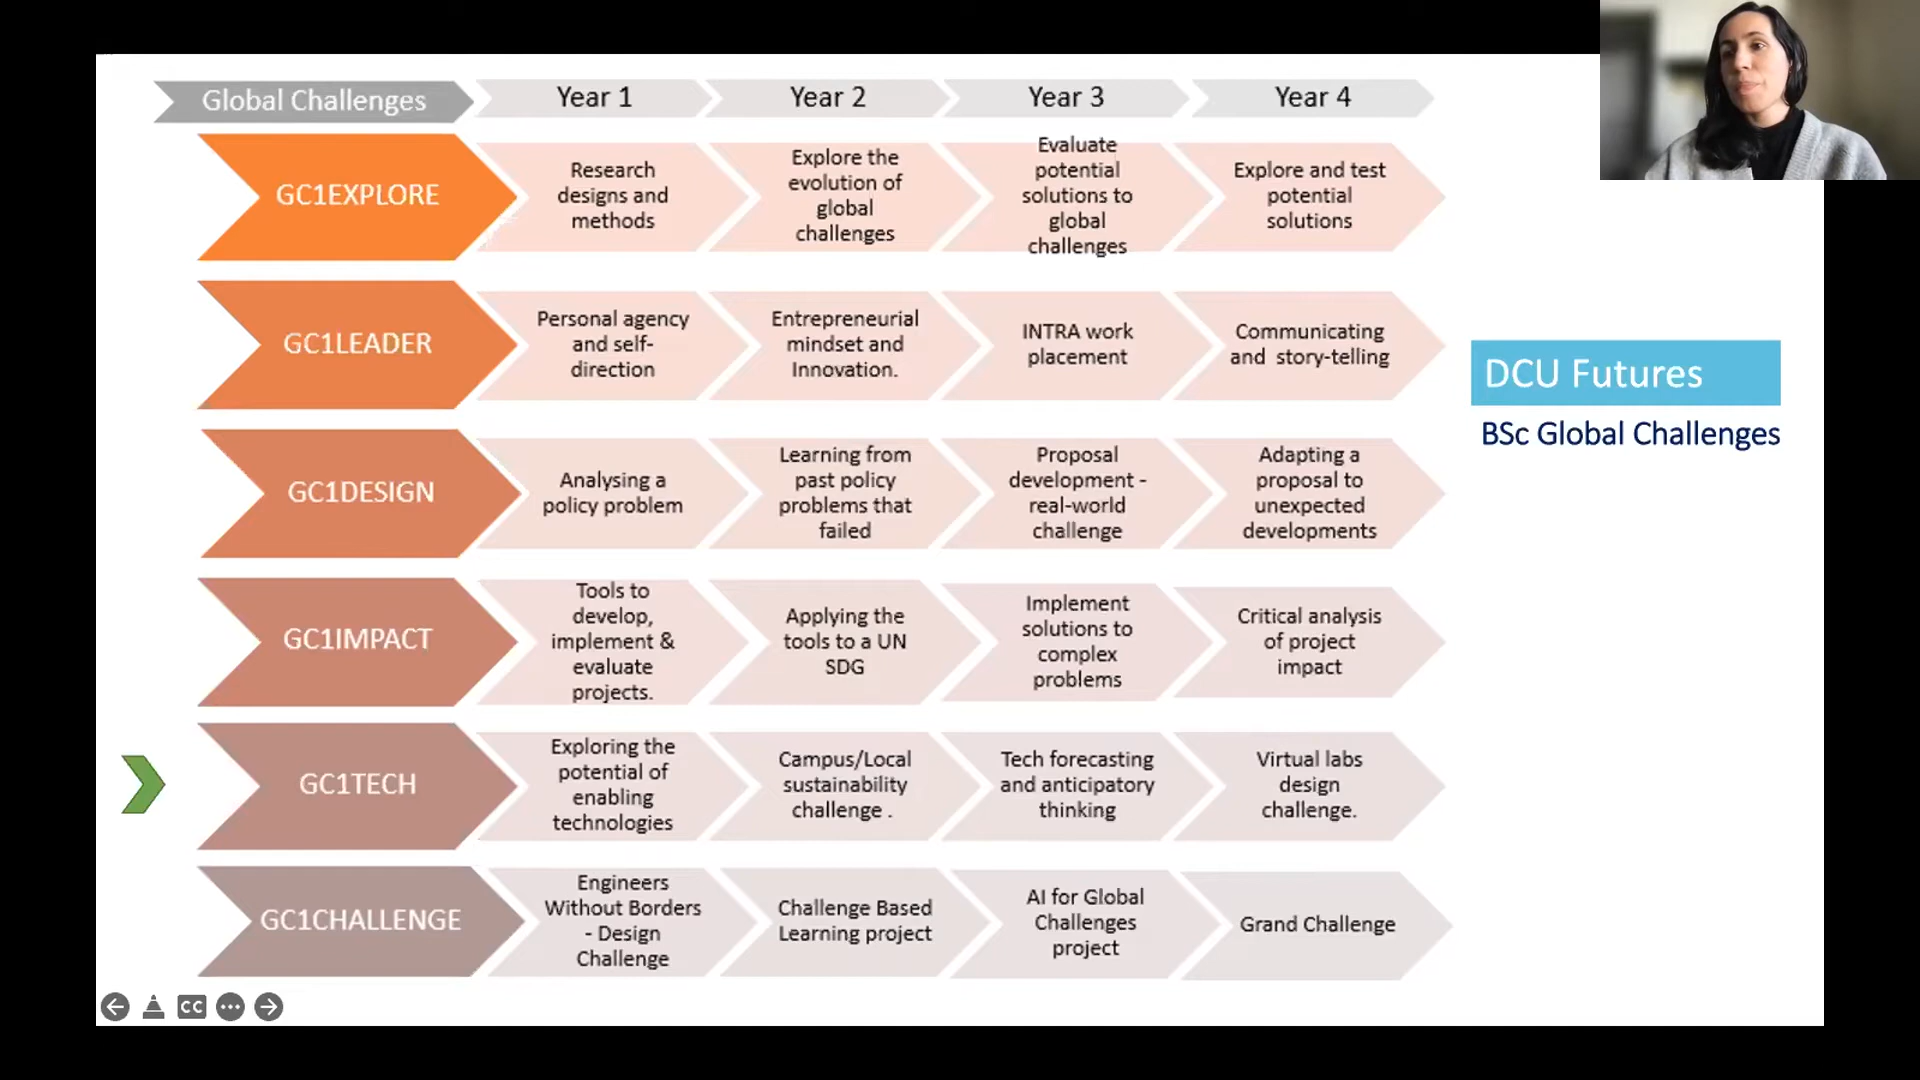 Global Challenges
Year 1
Year 2
Year 3
Year 4
GC1EXPLORE
Research
designs and
methods
Explore the
evolution of
global
challenges
Evaluate
potential
solutions to
global
challenges
Explore and test
potential
solutions
GC1LEADER
Personal agency
and self-
direction
Entrepreneurial
mindset and
Innovation.
INTRA work
placement
Communicating
and  story-telling
DCU Futures
BSc Global Challenges
GC1DESIGN
Analysing a
policy problem
Learning from
past policy
problems that
failed
Proposal
development -
real-world
challenge
Adapting a
proposal to
unexpected
developments
GC1IMPACT
Tools to
develop,
implement &
evaluate
projects.
Applying the
tools to a UN
SDG
Implement
solutions to
complex
problems
Critical analysis
of project
impact
GC1TECH
Exploring the
potential of
enabling
technologies
Campus/Local
sustainability
challenge .
Tech forecasting
and anticipatory
thinking
Virtual labs
design
challenge.
GC1CHALLENGE
Engineers
Without Borders
- Design
Challenge
Challenge Based
Learning project
AI for Global
Challenges
project
Grand Challenge
CC